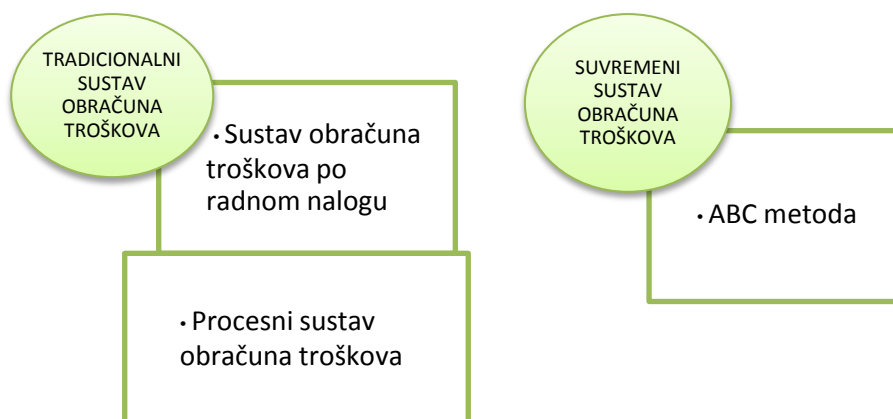 TRADICIONALNI
SUSTAV
OBRAČUNA
TROŠKOVA
• Sustav obračuna
troškova po
radnom nalogu
• Procesni sustav
obračuna troškova
SUVREMENI
SUSTAV
OBRAČUNA
TROŠKOVA
• ABC metoda